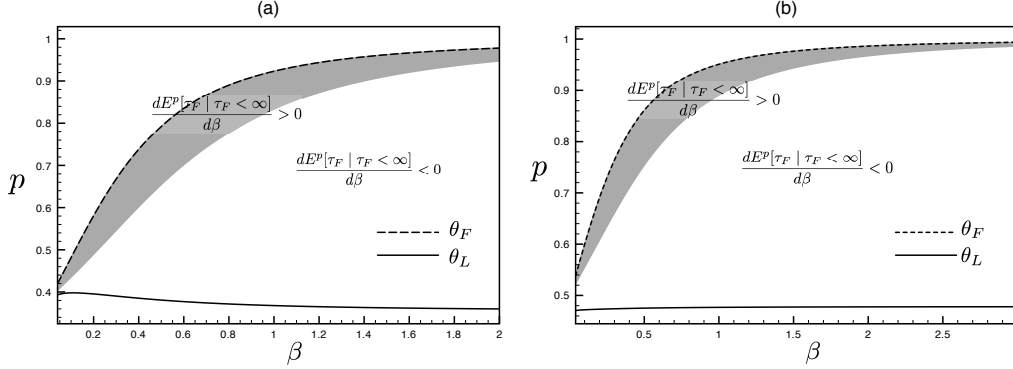 (a)
1
0.9
0.8
0.7
0.6
0.5
0.4
p
dE^p[τ_F | τ_F < ∞] / dβ > 0
dE^p[τ_F | τ_F < ∞] / dβ < 0
θ_F
θ_L
0.2 0.4 0.6 0.8 1 1.2 1.4 1.6 1.8 2
β
(b)
1
0.9
0.8
0.7
0.6
0.5
p
dE^p[τ_F | τ_F < ∞] / dβ > 0
dE^p[τ_F | τ_F < ∞] / dβ < 0
θ_F
θ_L
0.5 1 1.5 2 2.5
β